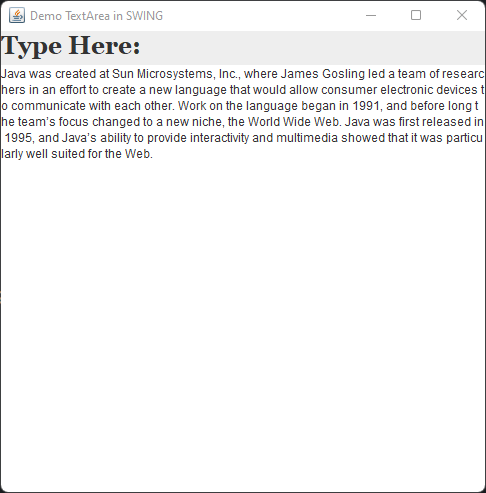 Demo TextArea in SWING
Type Here:
Java was created at Sun Microsystems, Inc., where James Gosling led a team of researc
hers in an effort to create a new language that would allow consumer electronic devices t
o communicate with each other. Work on the language began in 1991, and before long t
he team's focus changed to a new niche, the World Wide Web. Java was first released in
1995, and Java's ability to provide interactivity and multimedia showed that it was particu
larly well suited for the Web.